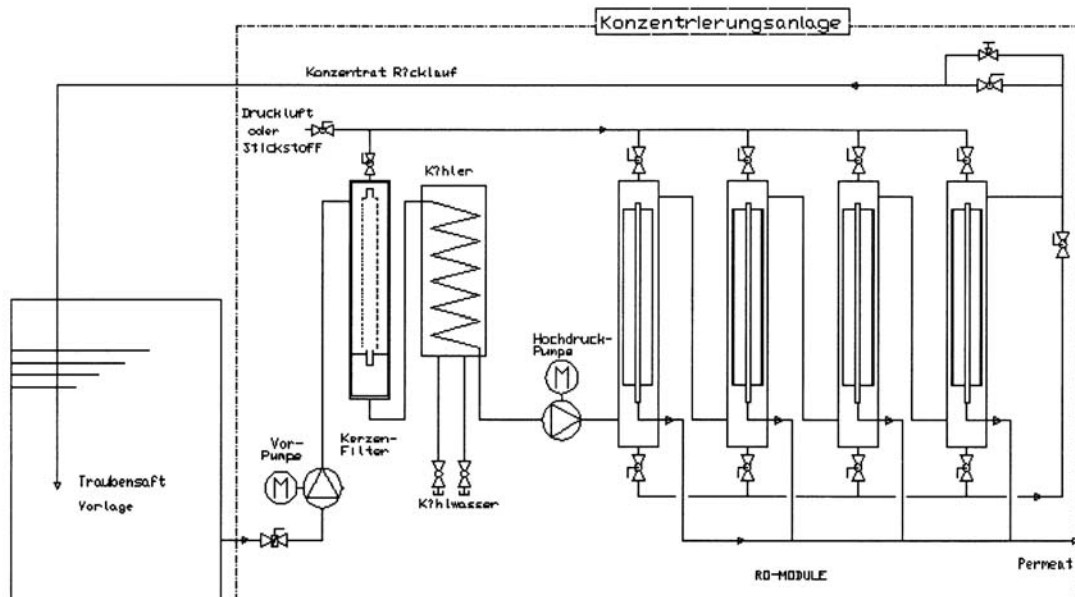 Konzentrierungsanlage
Konzentrat R?cklauf
Druckluft
oder
Stickstoff
K?hler
Hochdruck-
Pumpe
M
Vor-
Pumpe
M
Kerzen-
Filter
K?hlwasser
Traubensaft
Vorlage
RO-MODULE
Permeat